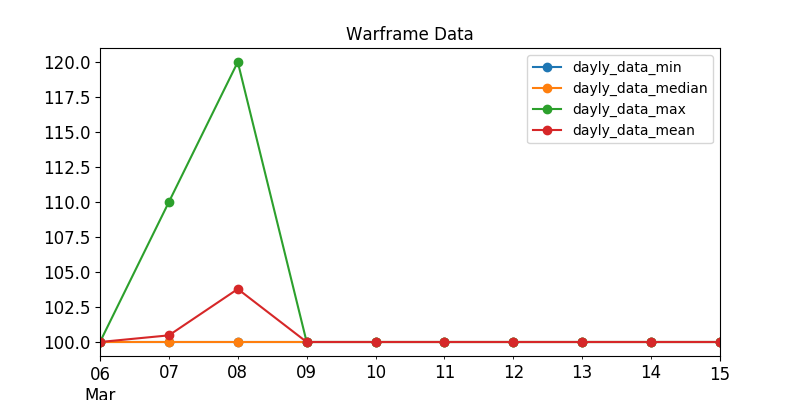 Warframe Data
dayly_data_min
dayly_data_median
dayly_data_max
dayly_data_mean
120.0
117.5
115.0
112.5
110.0
107.5
105.0
102.5
100.0
06 07 08 09 10 11 12 13 14 15
Mar